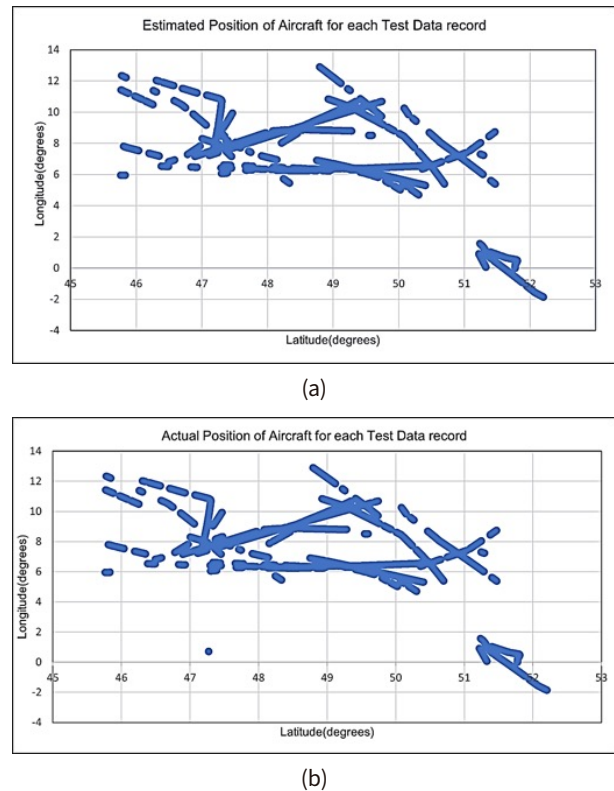 Estimated Position of Aircraft for each Test Data record
14
12
10
8
6
4
2
0
-2
-4
45 46 47 48 49 50 51 52 53
Longitude(degrees)
Latitude(degrees)
(a)
Actual Position of Aircraft for each Test Data record
14
12
10
8
6
4
2
0
-2
-4
45 46 47 48 49 50 51 52 53
Longitude(degrees)
Latitude(degrees)
(b)